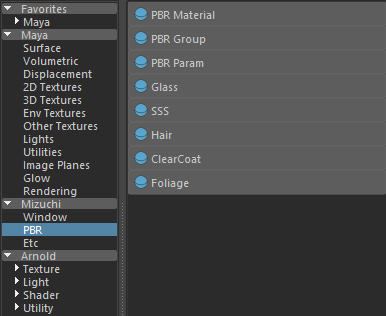 Favorites
Maya
Maya
Surface
Volumetric
Displacement
2D Textures
3D Textures
Env Textures
Other Textures
Lights
Utilities
Image Planes
Glow
Rendering
Mizuchi
Window
PBR
Etc
Arnold
Texture
Light
Shader
Utility
PBR Material
PBR Group
PBR Param
Glass
SSS
Hair
ClearCoat
Foliage